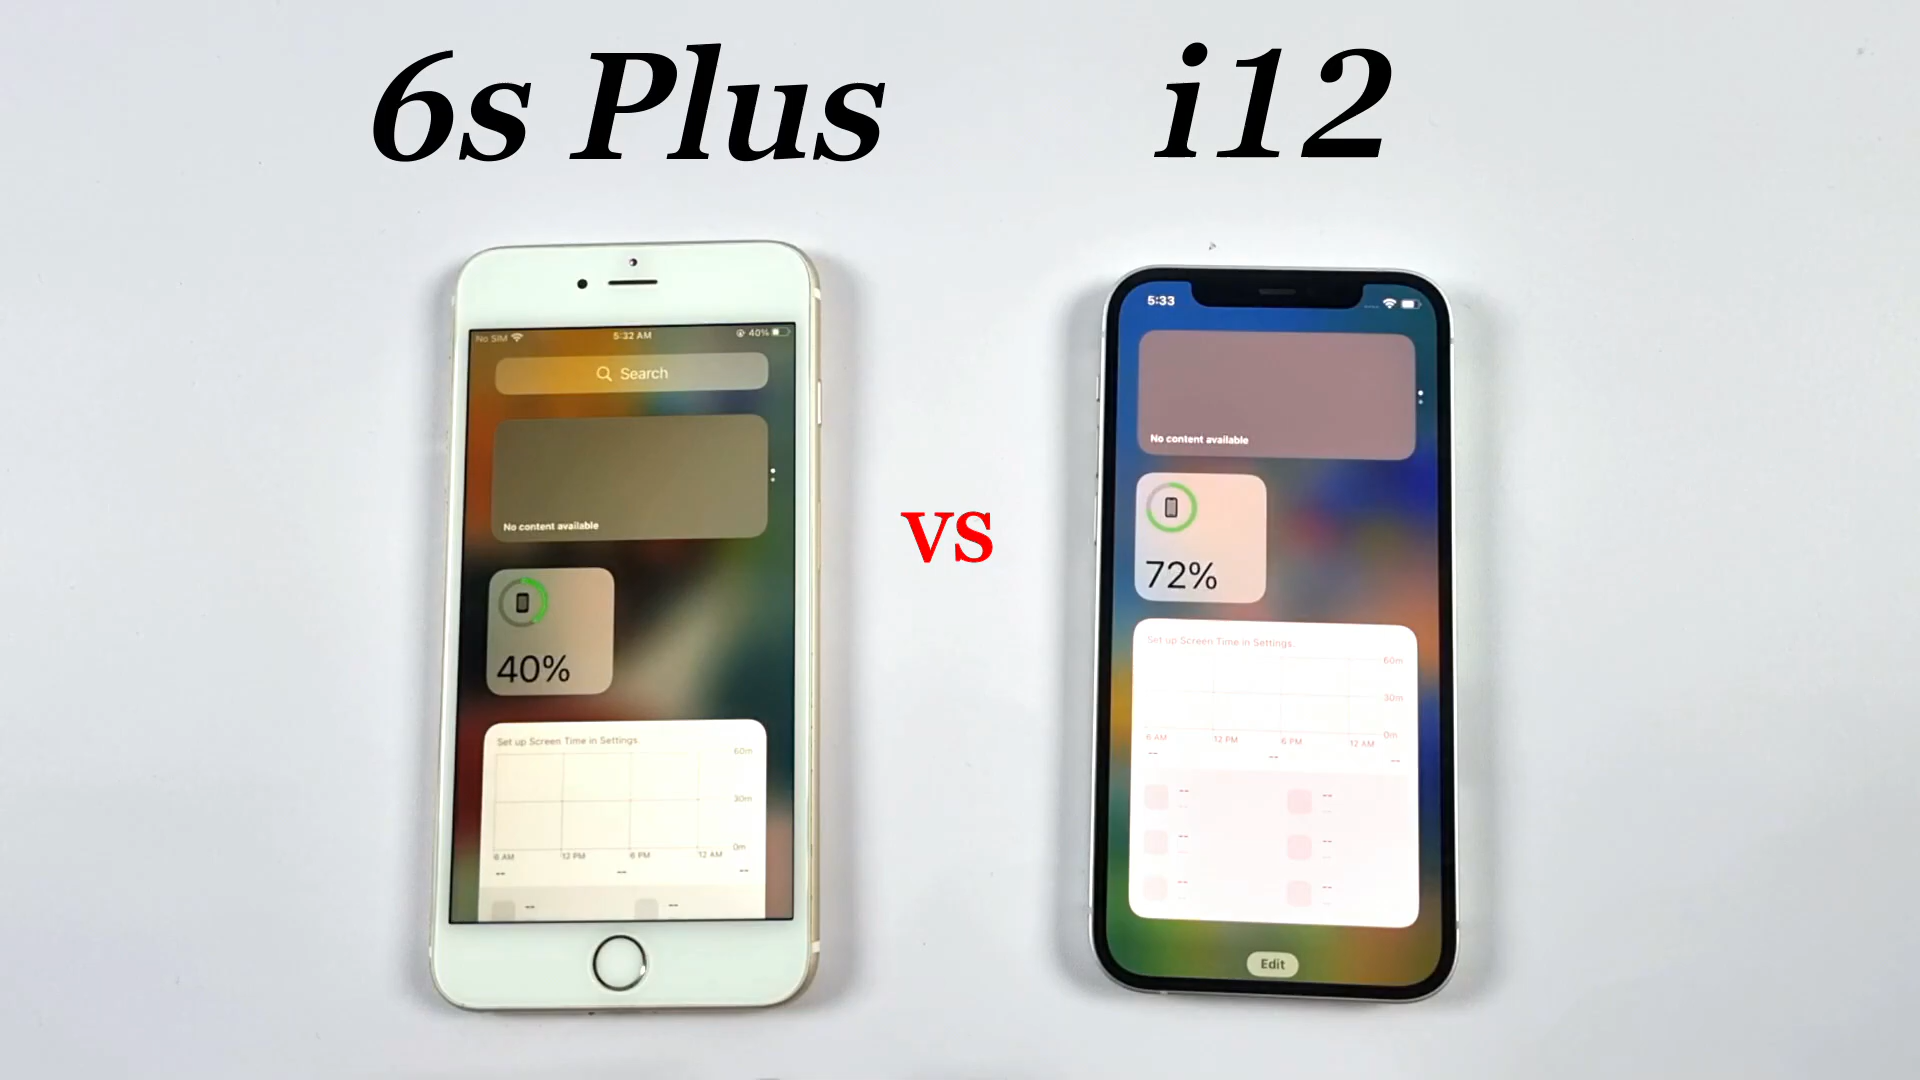 6s Plus
i12
vs
No SIM
5:32 AM
40%
Search
No content available
40%
Set up Screen Time in Settings.
60m
30m
0m
6 AM
12 PM
6 PM
12 AM
--
--
--
--
--
5:33
No content available
72%
Set up Screen Time in Settings.
60m
30m
0m
6 AM
12 PM
6 PM
12 AM
--
--
--
--
--
--
--
--
--
Edit